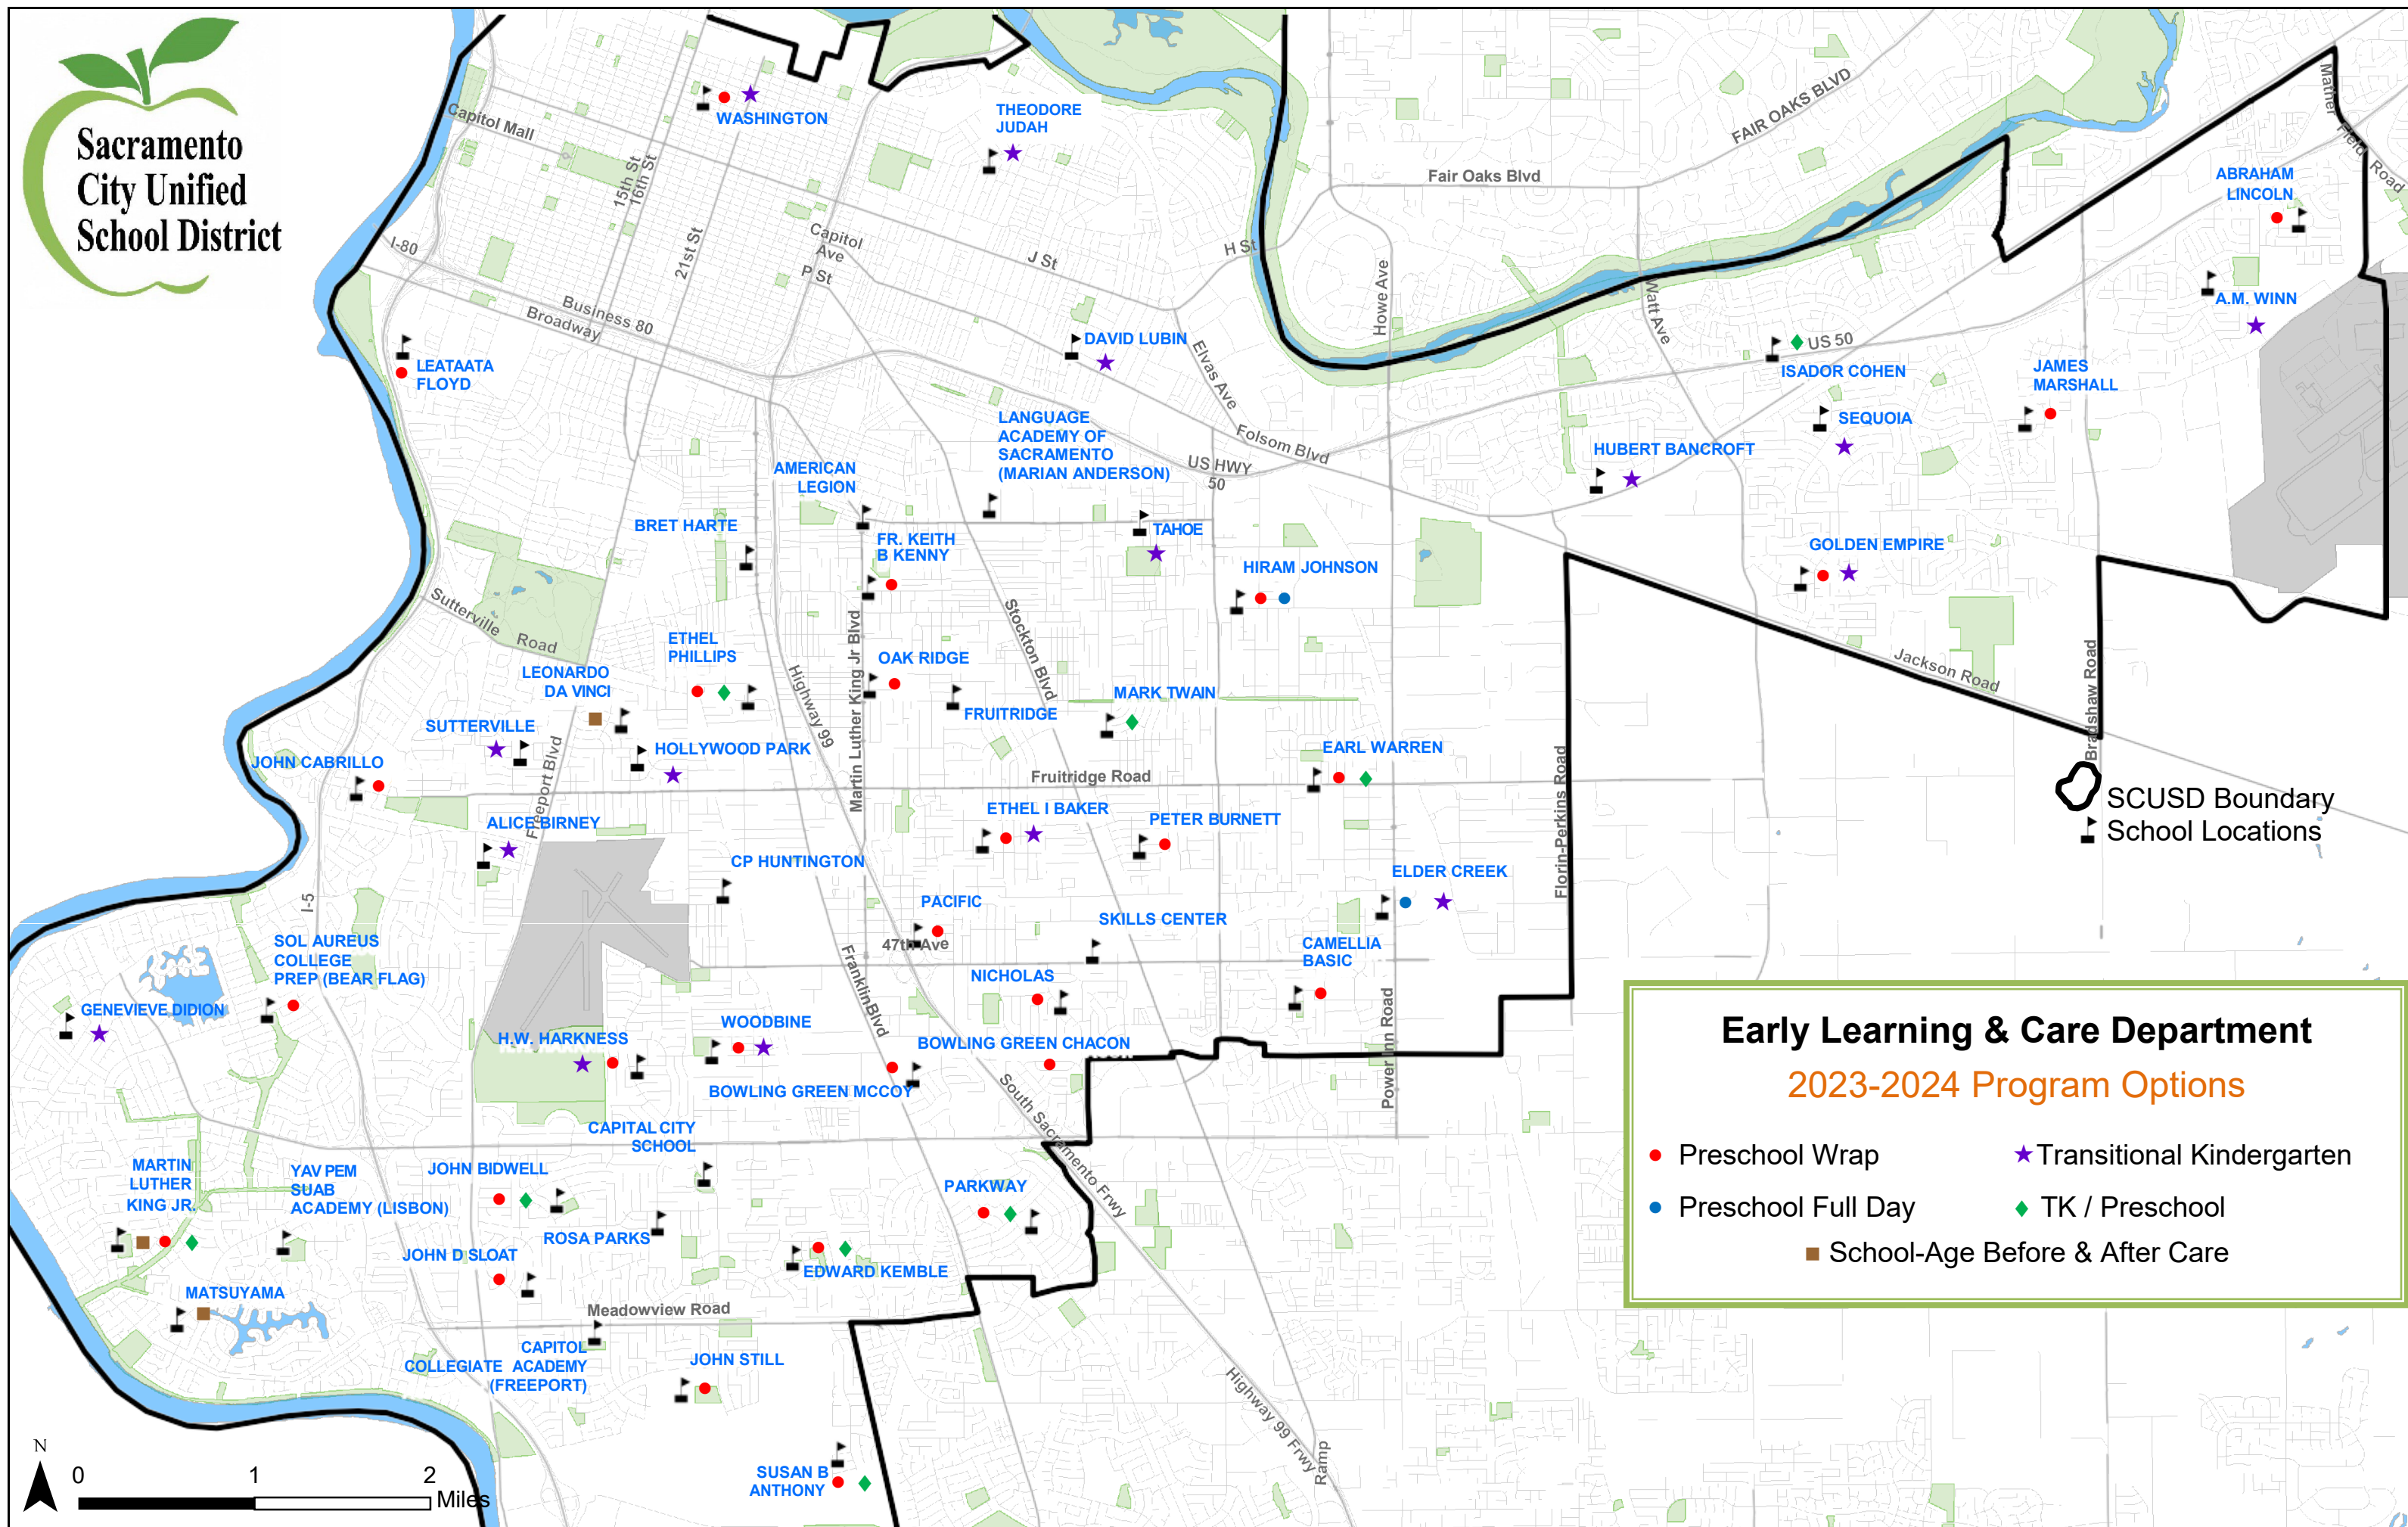 Sacramento
City Unified
School District
WASHINGTON
THEODORE
JUDAH
Capitol Mall
15th St
16th St
21st St
I-80
Capitol
Ave
P St
J St
H St
Business 80
Broadway
Fair Oaks Blvd
FAIR OAKS BLVD
Howe Ave
Watt Ave
Mather
Field
Road
ABRAHAM
LINCOLN
A.M. WINN
LEATAATA
FLOYD
DAVID LUBIN
Elvas Ave
US 50
ISADOR COHEN
JAMES
MARSHALL
SEQUOIA
HUBERT BANCROFT
LANGUAGE
ACADEMY OF
SACRAMENTO
(MARIAN ANDERSON)
Folsom Blvd
US HWY
50
AMERICAN
LEGION
BRET HARTE
FR. KEITH
B KENNY
TAHOE
HIRAM JOHNSON
GOLDEN EMPIRE
Sutterville
Road
ETHEL
PHILLIPS
LEONARDO
DA VINCI
Highway 99
Martin Luther King Jr Blvd
OAK RIDGE
Stockton Blvd
FRUITRIDGE
MARK TWAIN
Jackson Road
Bradshaw Road
SUTTERVILLE
HOLLYWOOD PARK
JOHN CABRILLO
Freeport Blvd
Fruitridge Road
EARL WARREN
Florin-Perkins Road
SCUSD Boundary
School Locations
ALICE BIRNEY
ETHEL I BAKER
PETER BURNETT
CP HUNTINGTON
ELDER CREEK
I-5
PACIFIC
47th Ave
SKILLS CENTER
CAMELLIA
BASIC
SOL AUREUS
COLLEGE
PREP (BEAR FLAG)
Franklin Blvd
NICHOLAS
GENEVIEVE DIDION
H.W. HARKNESS
WOODBINE
BOWLING GREEN CHACON
Power Inn Road
BOWLING GREEN MCCOY
South Sacramento Frwy
CAPITAL CITY
SCHOOL
MARTIN
LUTHER
KING JR.
YAV PEM
SUAB
ACADEMY (LISBON)
JOHN BIDWELL
PARKWAY
ROSA PARKS
JOHN D SLOAT
EDWARD KEMBLE
MATSUYAMA
Meadowview Road
CAPITOL
COLLEGIATE ACADEMY
(FREEPORT)
JOHN STILL
Highway 99 Frwy
Ramp
SUSAN B
ANTHONY
N
0 1 2
Miles
Early Learning & Care Department
2023-2024 Program Options
Preschool Wrap
Transitional Kindergarten
Preschool Full Day
TK / Preschool
School-Age Before & After Care